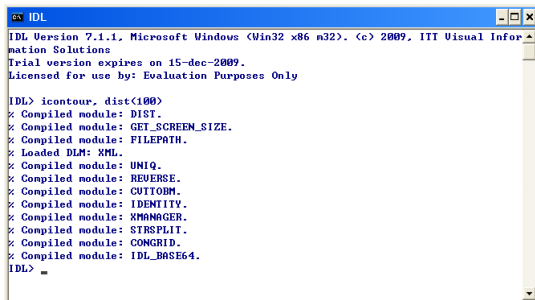 IDL
IDL Version 7.1.1, Microsoft Windows (Win32 x86 m32). (c) 2009, ITT Visual Infor
mation Solutions
Trial version expires on 15-dec-2009.
Licensed for use by: Evaluation Purposes Only
IDL> icontour, dist(100)
% Compiled module: DIST.
% Compiled module: GET_SCREEN_SIZE.
% Compiled module: FILEPATH.
% Loaded DLM: XML.
% Compiled module: UNIQ.
% Compiled module: REVERSE.
% Compiled module: CVTTOBM.
% Compiled module: IDENTITY.
% Compiled module: XMANAGER.
% Compiled module: STRSPLIT.
% Compiled module: CONGRID.
% Compiled module: IDL_BASE64.
IDL> _